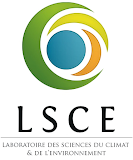 LSCE
LABORATOIRE DES SCIENCES DU CLIMAT
& DE L'ENVIRONNEMENT